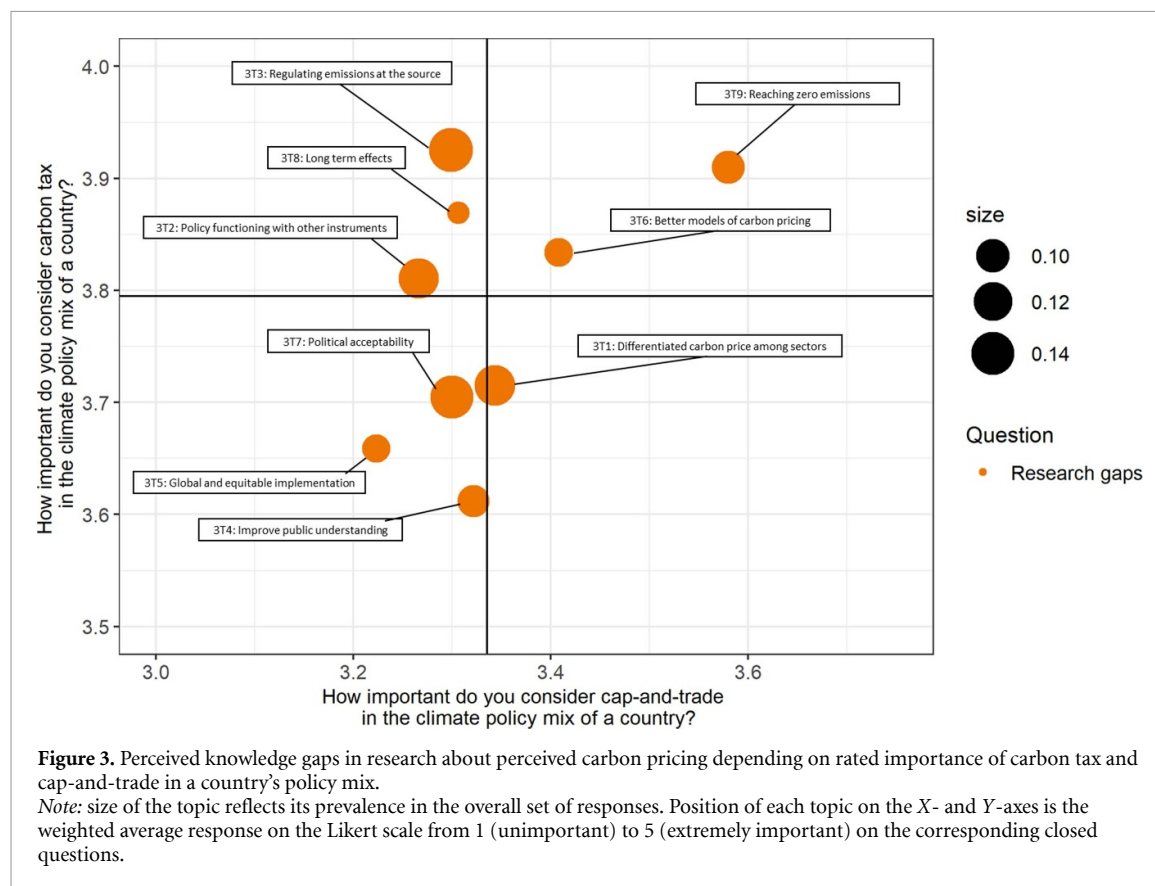 4.0
3.9
3.8
3.7
3.6
3.5
How important do you consider carbon tax
in the climate policy mix of a country?
3T3: Regulating emissions at the source
3T9: Reaching zero emissions
3T8: Long term effects
3T2: Policy functioning with other instruments
3T6: Better models of carbon pricing
3T7: Political acceptability
3T1: Differentiated carbon price among sectors
3T5: Global and equitable implementation
3T4: Improve public understanding
3.0
3.2
3.4
3.6
How important do you consider cap-and-trade
in the climate policy mix of a country?
size
0.10
0.12
0.14
Question
Research gaps
Figure 3. Perceived knowledge gaps in research about perceived carbon pricing depending on rated importance of carbon tax and
cap-and-trade in a country's policy mix.
Note: size of the topic reflects its prevalence in the overall set of responses. Position of each topic on the X- and Y-axes is the
weighted average response on the Likert scale from 1 (unimportant) to 5 (extremely important) on the corresponding closed
questions.